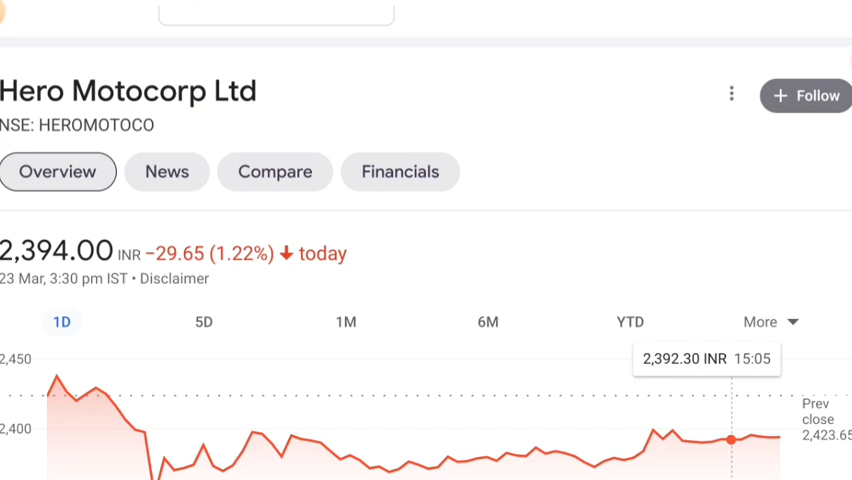 Hero Motocorp Ltd
+ Follow
NSE: HEROMOTOCO
Overview News Compare Financials
2,394.00 INR −29.65 (1.22%) today
23 Mar, 3:30 pm IST • Disclaimer
1D 5D 1M 6M YTD More
2,392.30 INR 15:05
2,450
Prev
close
2,423.65
2,400